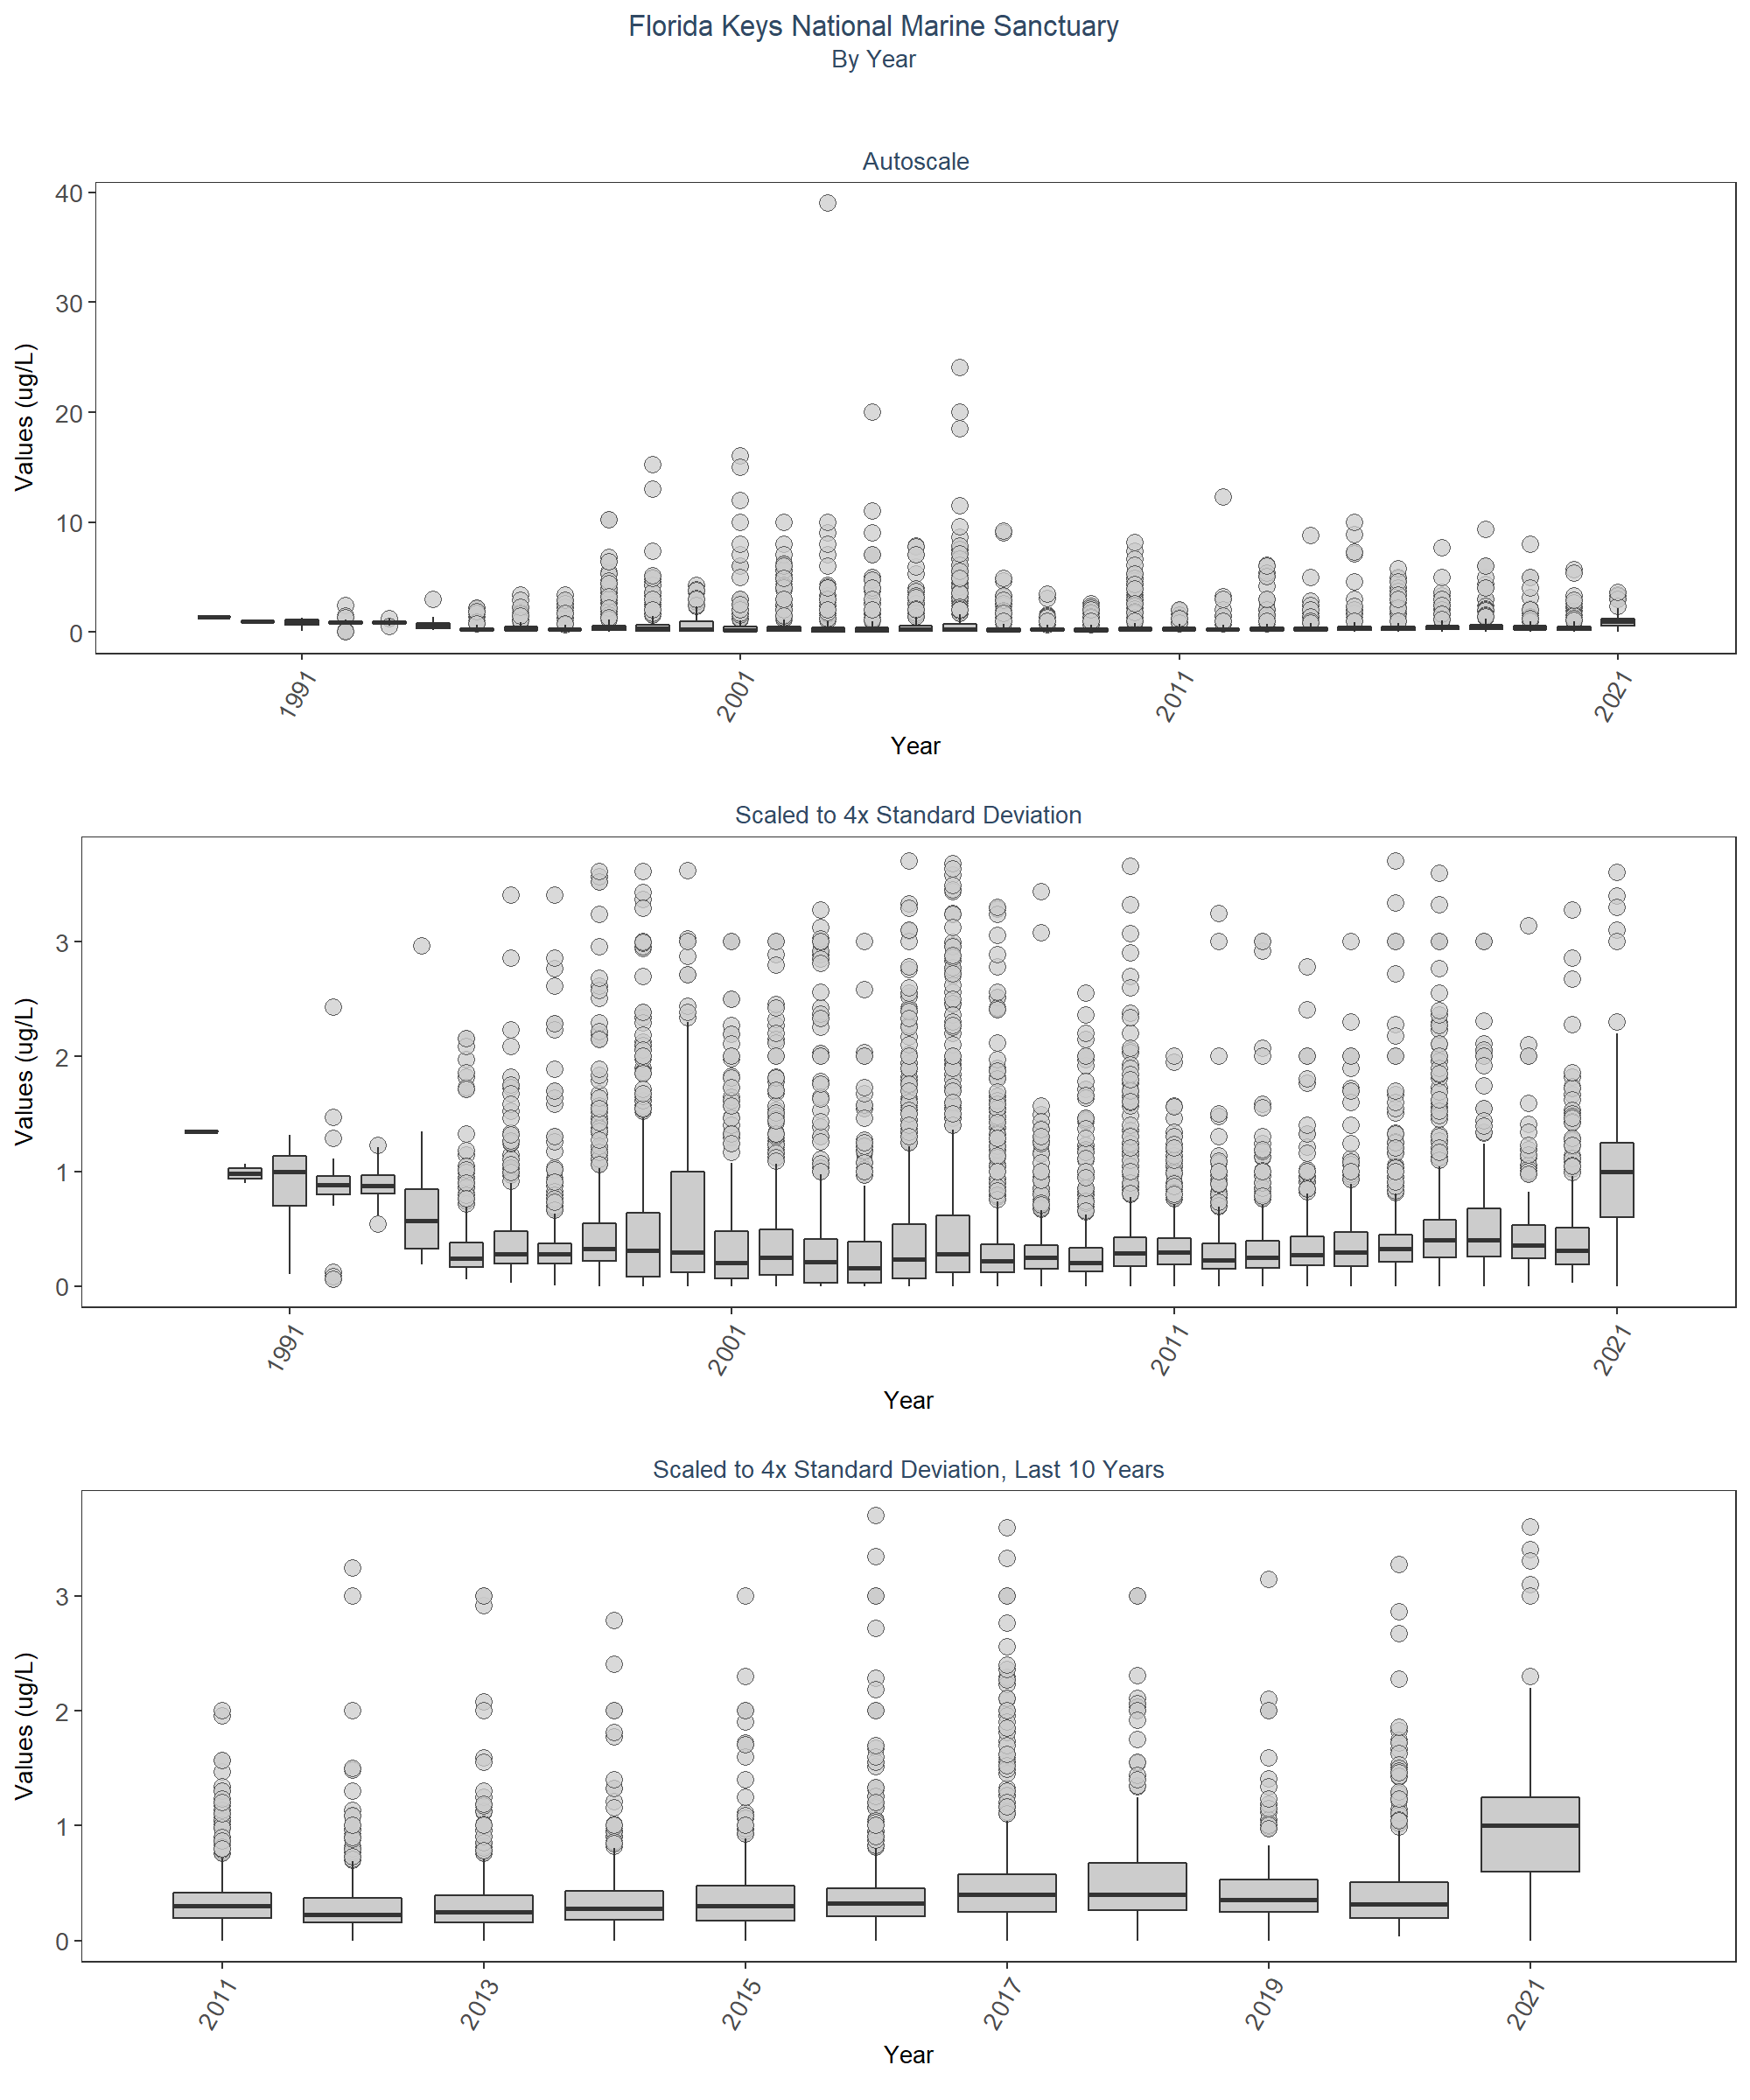 Florida Keys National Marine Sanctuary
By Year
Autoscale
40
30
20
10
0
Values (ug/L)
1991
2001
2011
2021
Year
Scaled to 4x Standard Deviation
3
2
1
0
Values (ug/L)
1991
2001
2011
2021
Year
Scaled to 4x Standard Deviation, Last 10 Years
3
2
1
0
Values (ug/L)
2011
2013
2015
2017
2019
2021
Year